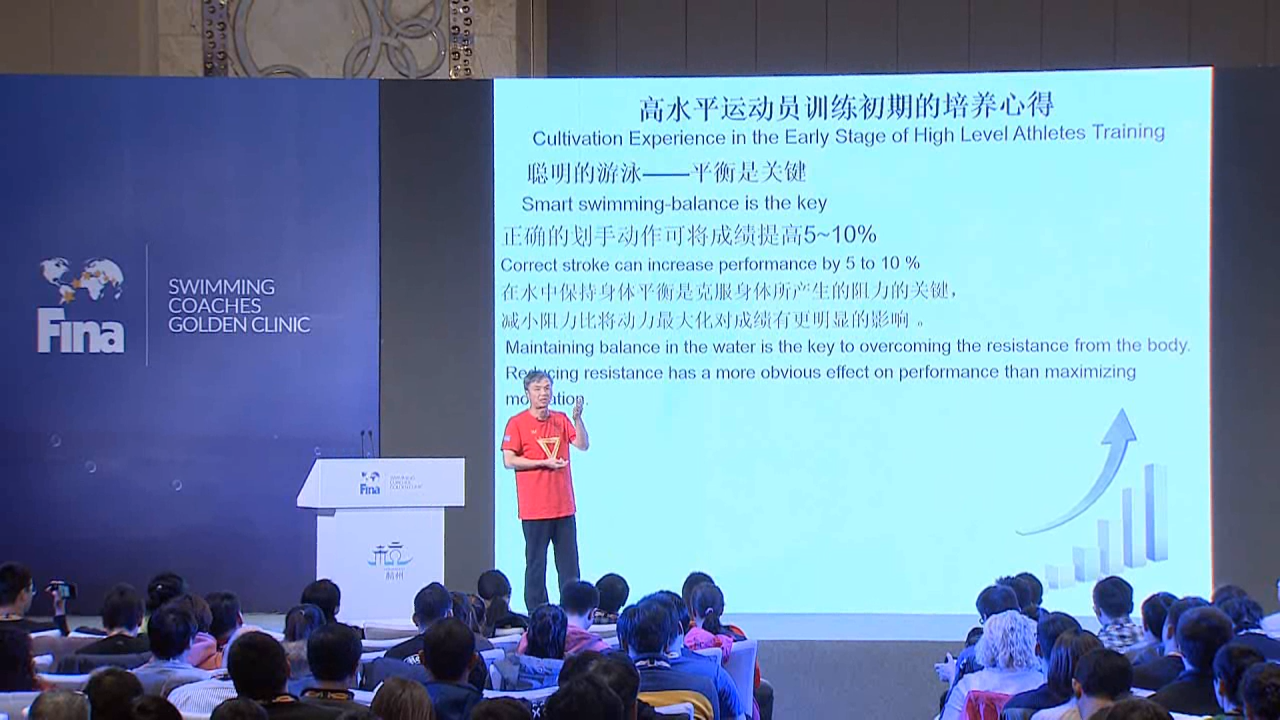 高水平运动员训练初期的培养心得
Cultivation Experience in the Early Stage of High Level Athletes Training
聪明的游泳——平衡是关键
Smart swimming-balance is the key
正确的划手动作可将成绩提高5~10%
Correct stroke can increase performance by 5 to 10 %
在水中保持身体平衡是克服身体所产生的阻力的关键，
减小阻力比将动力最大化对成绩有更明显的影响 。
Maintaining balance in the water is the key to overcoming the resistance from the body.
Reducing resistance has a more obvious effect on performance than maximizing
Fina
SWIMMING
COACHES
GOLDEN CLINIC
Fina
杭州